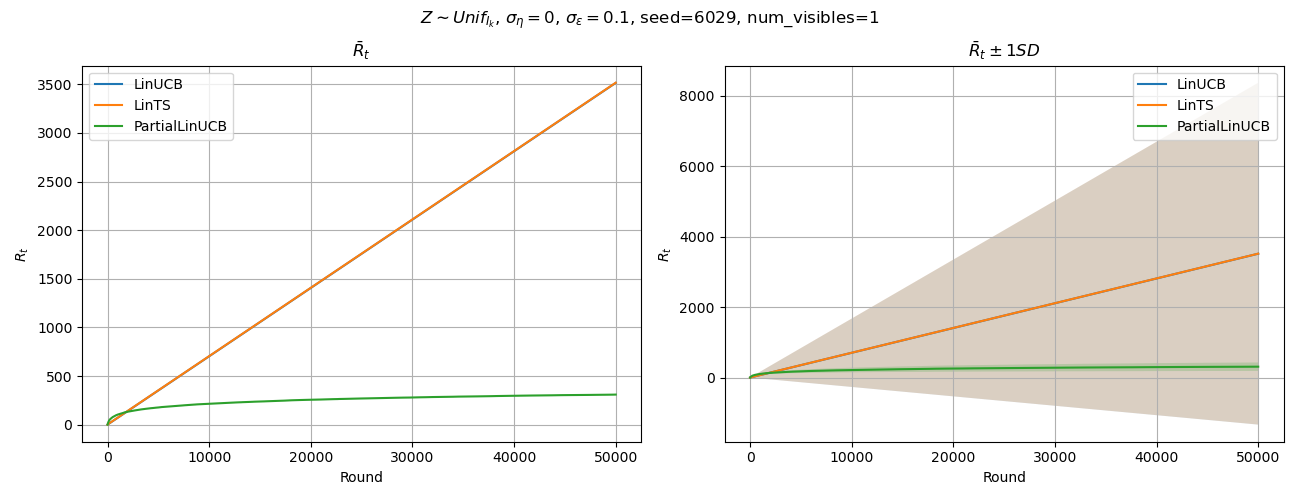 Z ∼ Unif_{I_k}, σ_η = 0, σ_ε = 0.1, seed=6029, num_visibles=1
R̄_t
3500
3000
2500
2000
1500
1000
500
0
R_t
LinUCB
LinTS
PartialLinUCB
0 10000 20000 30000 40000 50000
Round
R̄_t ± 1SD
8000
6000
4000
2000
0
R_t
LinUCB
LinTS
PartialLinUCB
0 10000 20000 30000 40000 50000
Round